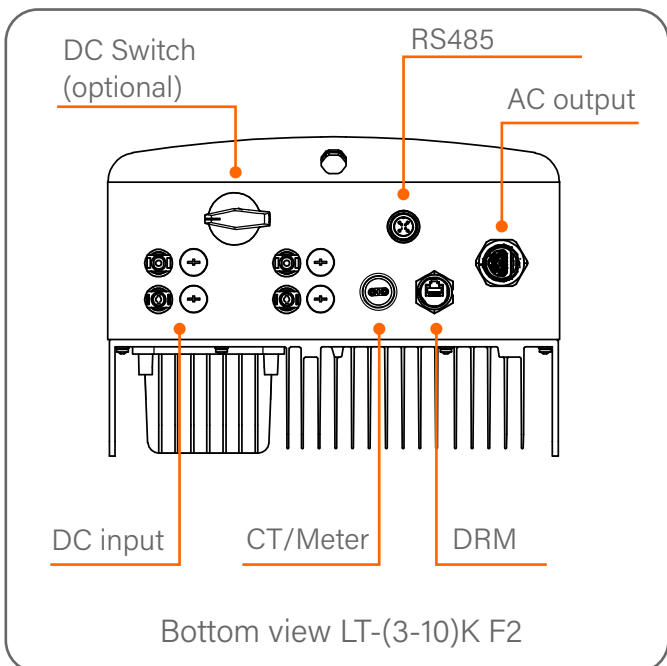 DC Switch
(optional)
RS485
AC output
DC input
CT/Meter
DRM
Bottom view LT-(3-10)K F2